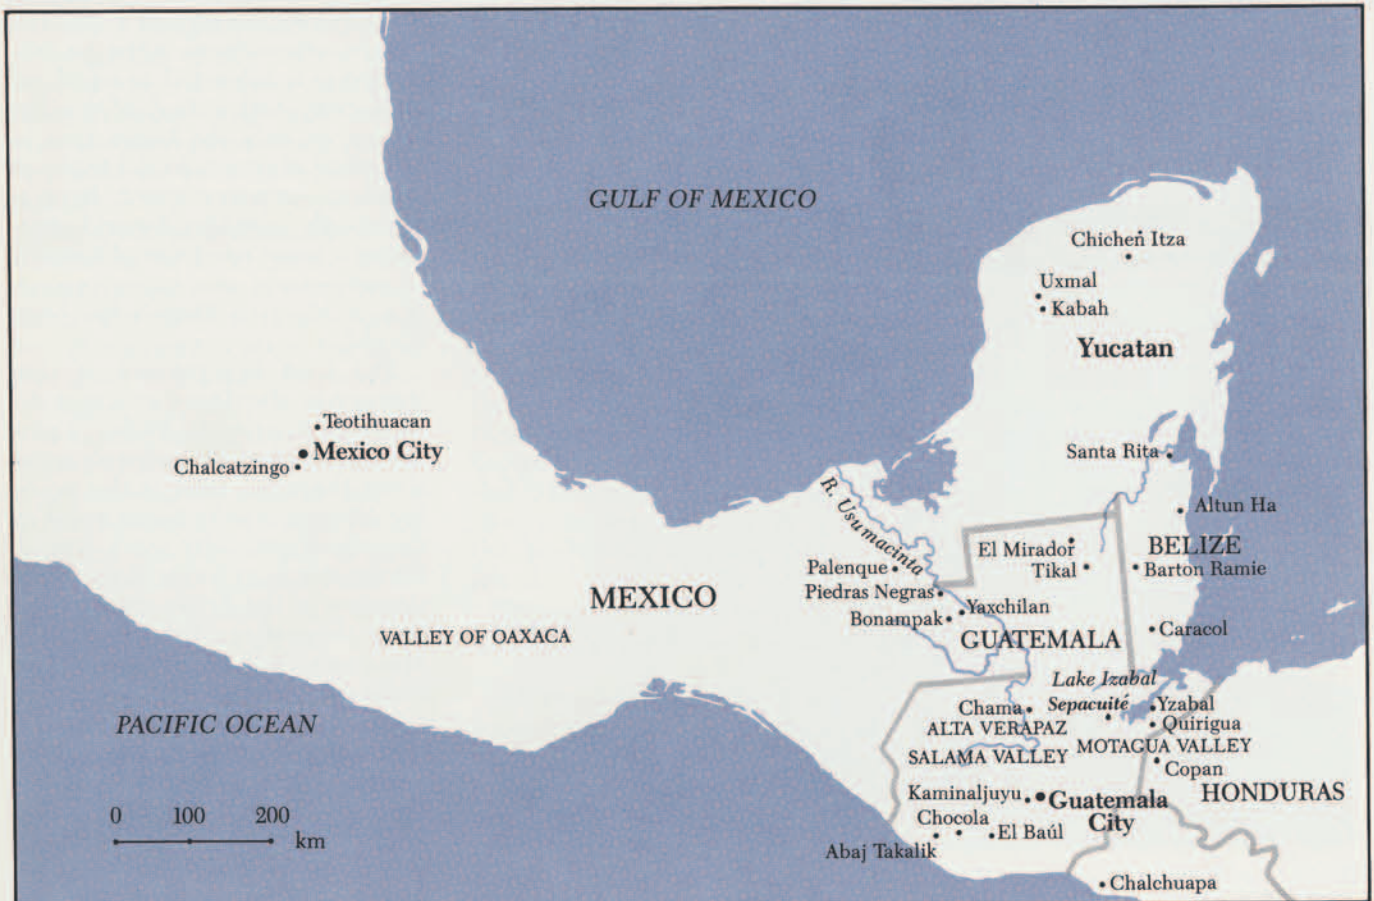 GULF OF MEXICO
Chichen Itza
Uxmal
Kabah
Yucatan
Teotihuacan
Mexico City
Chalcatzingo
Santa Rita
R. Usumacinta
Altun Ha
El Mirador
BELIZE
Tikal
Barton Ramie
Palenque
Piedras Negras
MEXICO
Yaxchilan
Bonampak
Caracol
VALLEY OF OAXACA
GUATEMALA
Lake Izabal
Sepacuité
Yzabal
Chama
PACIFIC OCEAN
Quirigua
ALTA VERAPAZ
MOTAGUA VALLEY
SALAMA VALLEY
Copan
HONDURAS
Kaminaljuyu
Guatemala
City
Chocola
El Baúl
0 100 200
km
Abaj Takalik
Chalchuapa